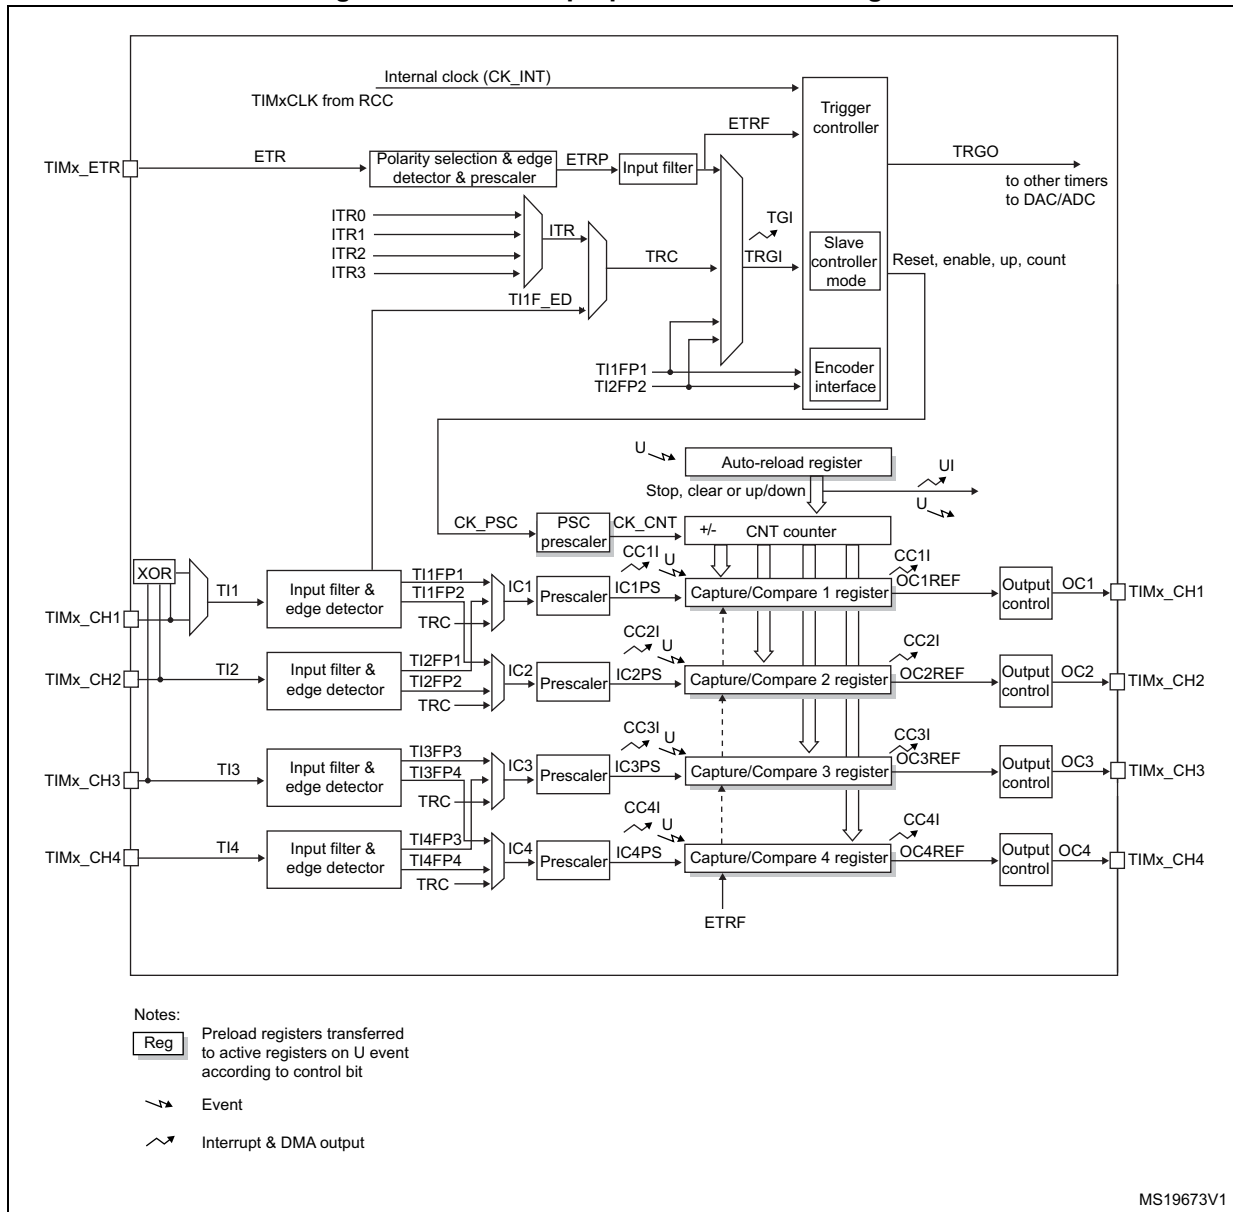 Internal clock (CK_INT)
TIMxCLK from RCC
Trigger
controller
ETRF
TIMx_ETR
ETR
Polarity selection & edge
detector & prescaler
ETRP
Input filter
TRGO
to other timers
to DAC/ADC
ITR0
ITR1
ITR2
ITR3
ITR
TRC
TGI
TRGI
Slave
controller
mode
Reset, enable, up, count
TI1F_ED
TI1FP1
TI2FP2
Encoder
interface
U
Auto-reload register
UI
Stop, clear or up/down
U
CK_PSC
PSC
prescaler
CK_CNT
+/-
CNT counter
XOR
TIMx_CH1
TI1
Input filter &
edge detector
TI1FP1
TI1FP2
TRC
IC1
Prescaler
IC1PS
CC1I
U
Capture/Compare 1 register
CC1I
OC1REF
Output
control
OC1
TIMx_CH1
TIMx_CH2
TI2
Input filter &
edge detector
TI2FP1
TI2FP2
TRC
IC2
Prescaler
IC2PS
CC2I
U
Capture/Compare 2 register
CC2I
OC2REF
Output
control
OC2
TIMx_CH2
TIMx_CH3
TI3
Input filter &
edge detector
TI3FP3
TI3FP4
TRC
IC3
Prescaler
IC3PS
CC3I
U
Capture/Compare 3 register
CC3I
OC3REF
Output
control
OC3
TIMx_CH3
TIMx_CH4
TI4
Input filter &
edge detector
TI4FP3
TI4FP4
TRC
IC4
Prescaler
IC4PS
CC4I
U
Capture/Compare 4 register
CC4I
OC4REF
Output
control
OC4
TIMx_CH4
ETRF
Notes:
Reg
Preload registers transferred
to active registers on U event
according to control bit
Event
Interrupt & DMA output
MS19673V1